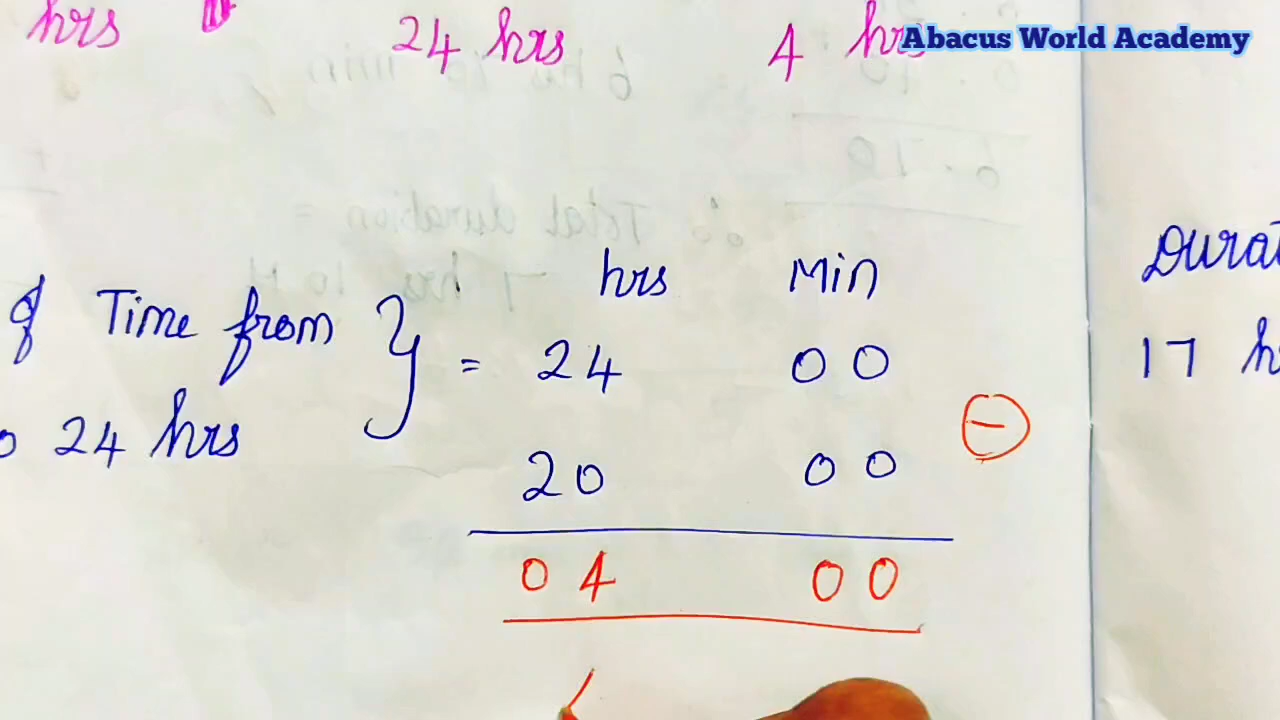 hrs 24 hrs 4 hrs
Abacus World Academy
hrs Min
Time from } = 24 00
24 hrs
20 00 -
04 00
17